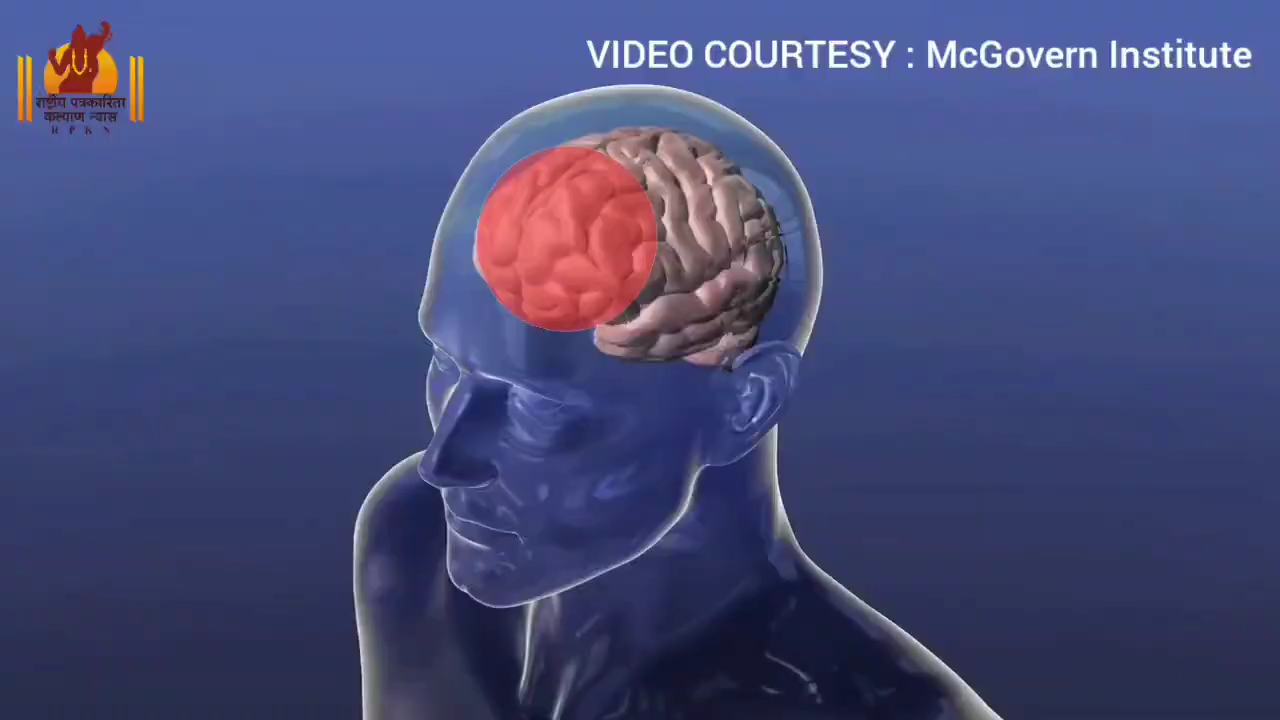 VIDEO COURTESY : McGovern Institute
राष्ट्रीय पत्रकारिता
कल्याण न्यास
R P K N